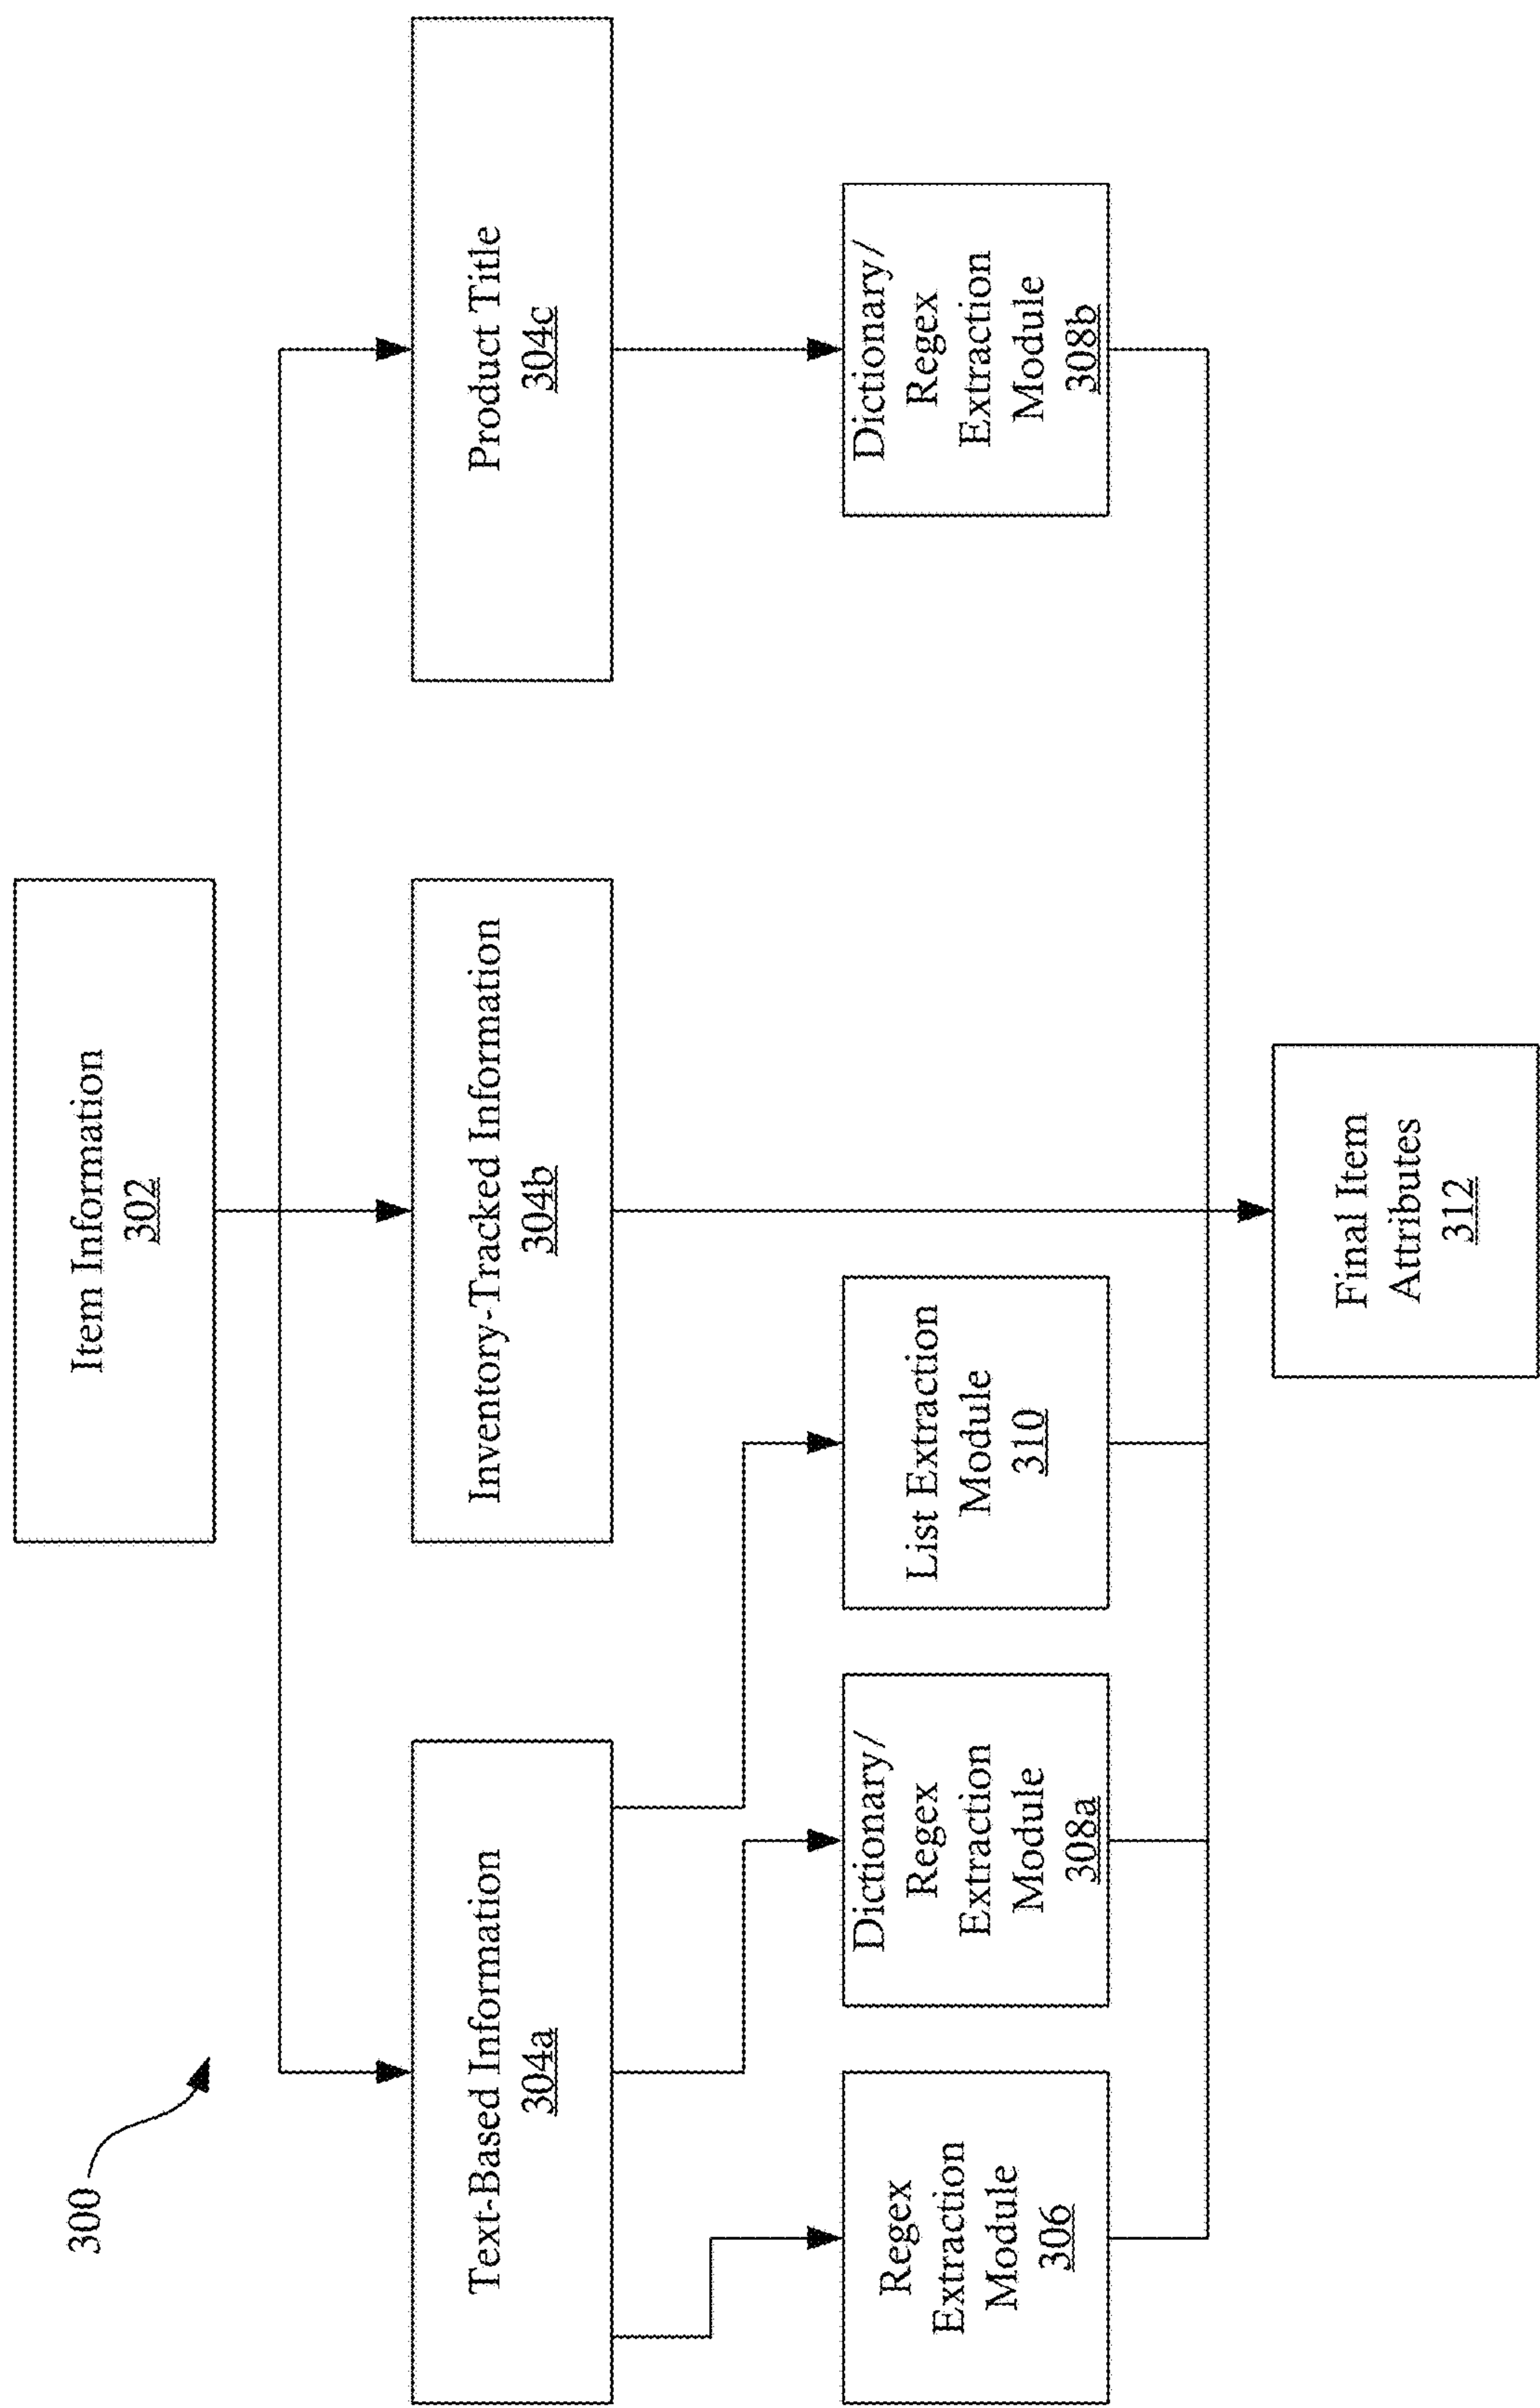 300
Item Information
302
Text-Based Information
304a
Inventory-Tracked Information
304b
Product Title
304c
Regex
Extraction
Module
306
Dictionary/
Regex
Extraction
Module
308a
List Extraction
Module
310
Dictionary/
Regex
Extraction
Module
308b
Final Item
Attributes
312